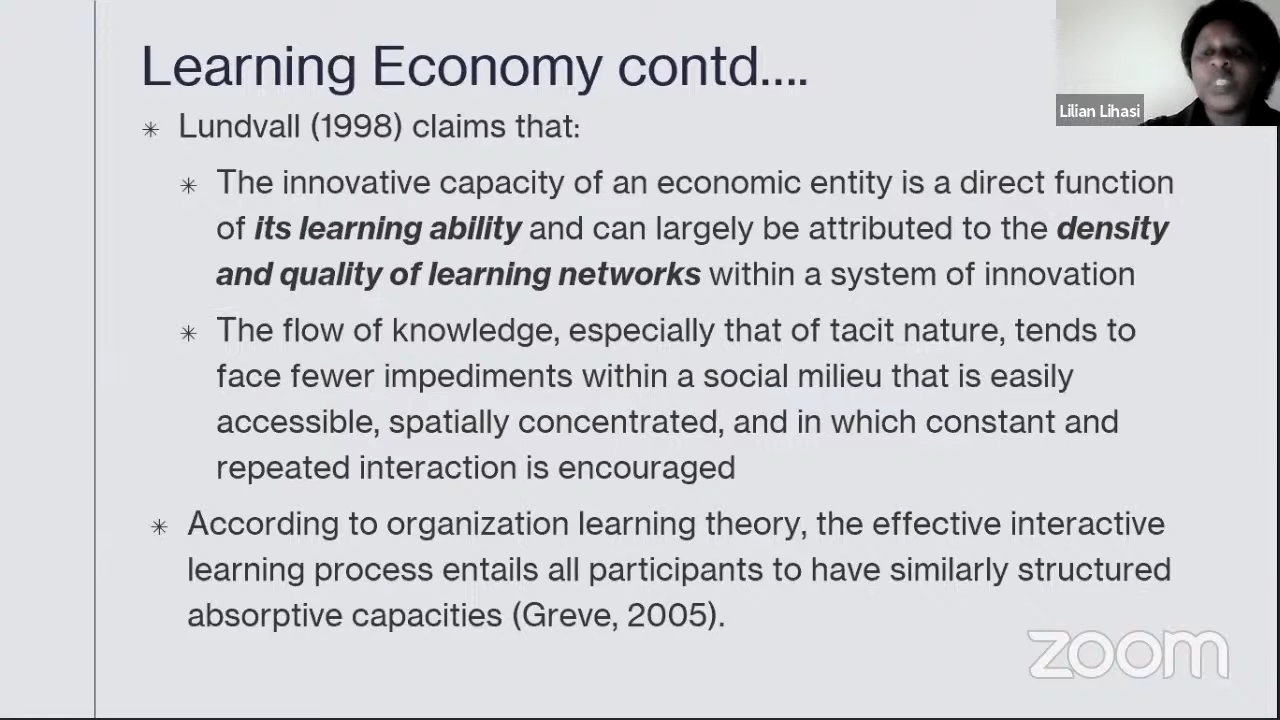 Learning Economy contd....
Lilian Lihasi
Lundvall (1998) claims that:
The innovative capacity of an economic entity is a direct function
of its learning ability and can largely be attributed to the density
and quality of learning networks within a system of innovation
The flow of knowledge, especially that of tacit nature, tends to
face fewer impediments within a social milieu that is easily
accessible, spatially concentrated, and in which constant and
repeated interaction is encouraged
According to organization learning theory, the effective interactive
learning process entails all participants to have similarly structured
absorptive capacities (Greve, 2005).
zoom